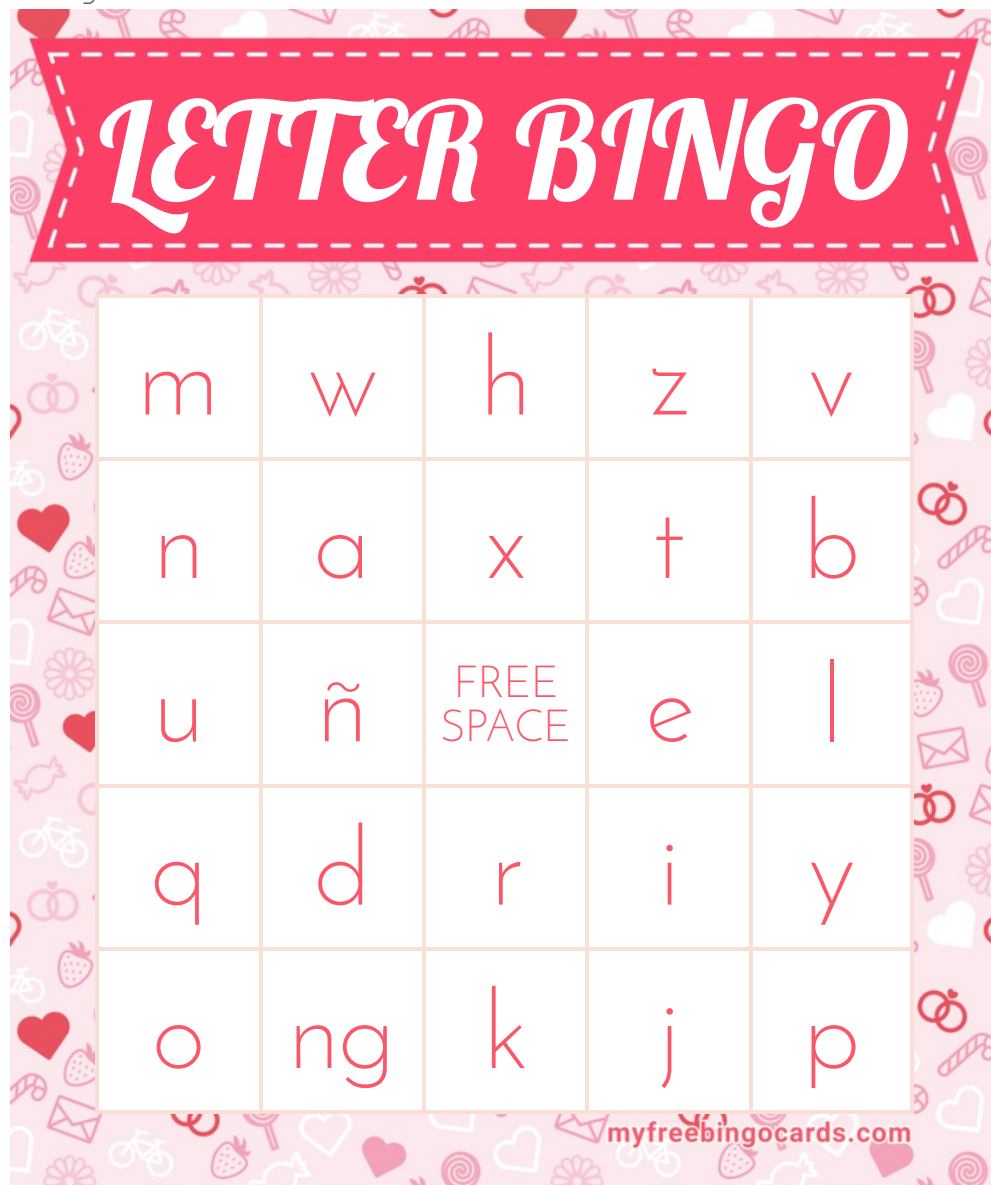 LETTER BINGO
m w h z v
n a x t b
u ñ FREE SPACE e l
q d r i y
o ng k j p
myfreebingocards.com